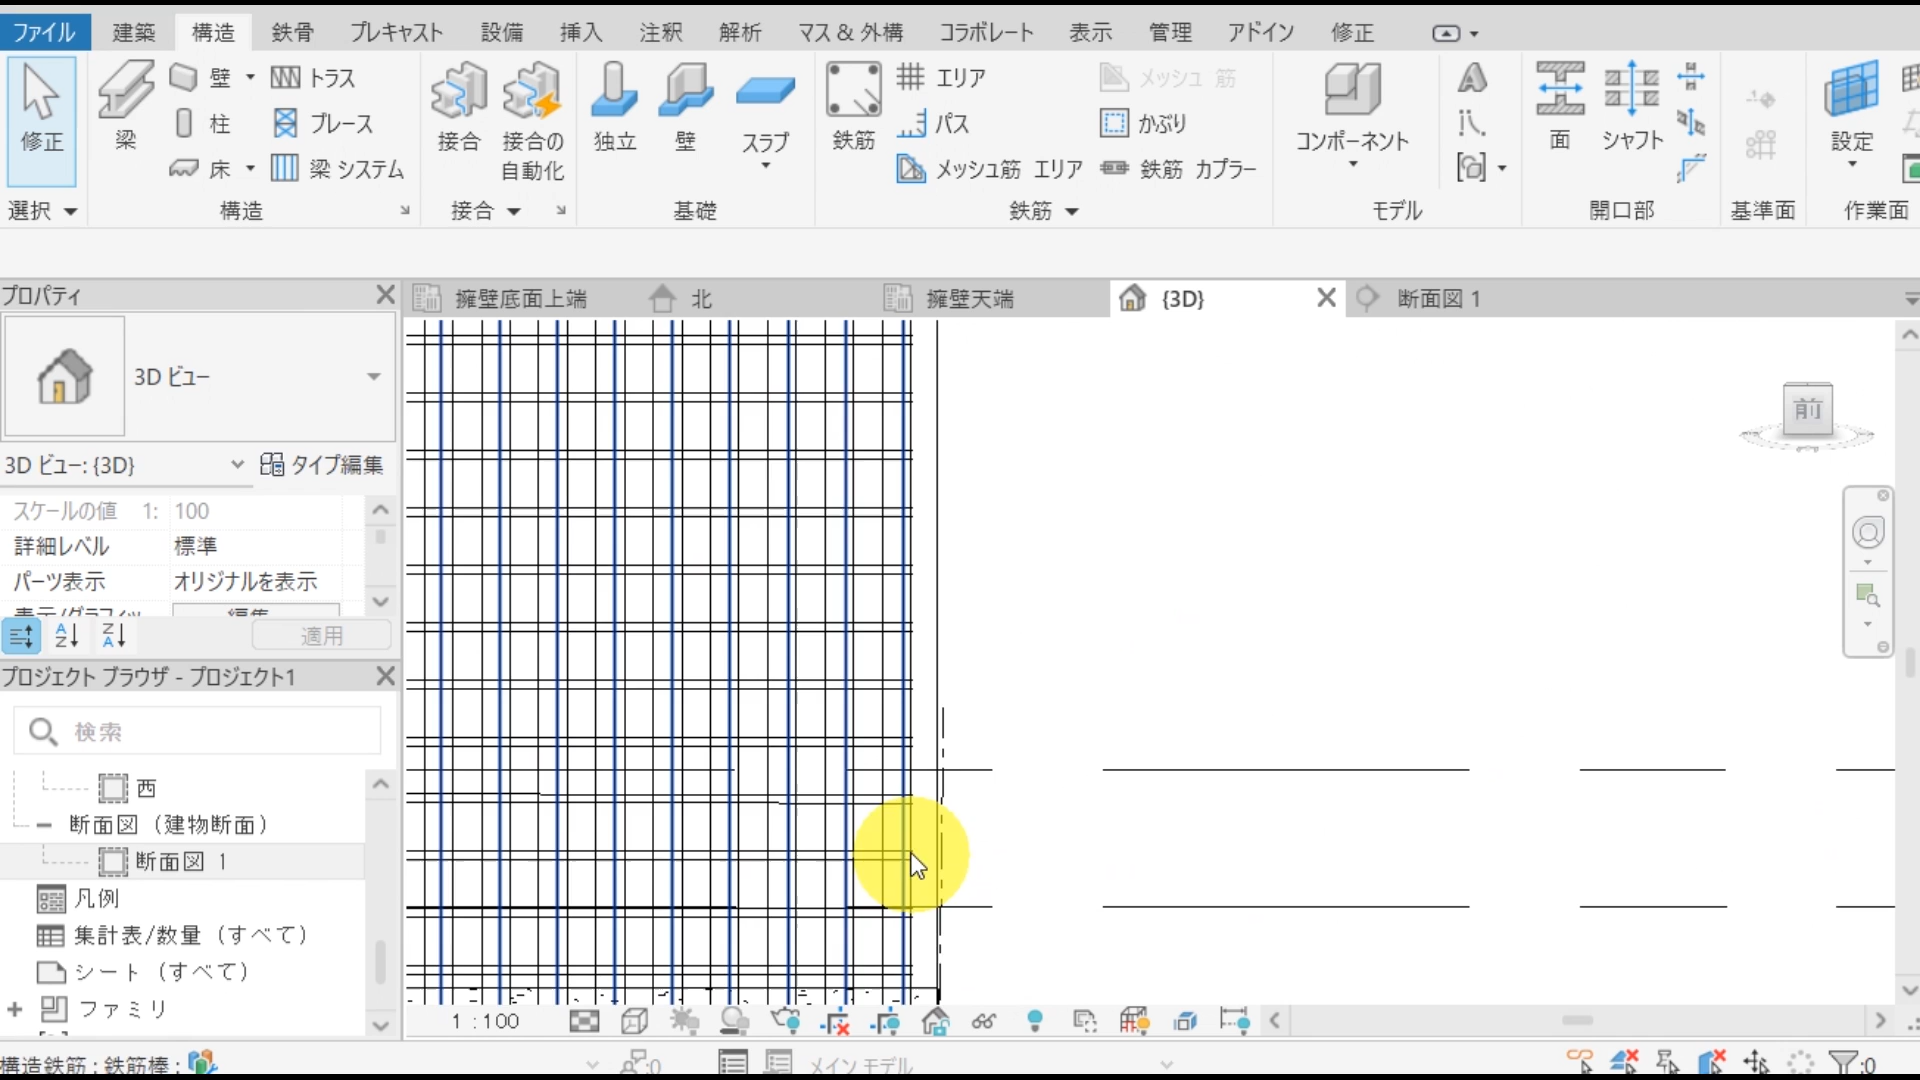 ファイル 建築 構造 鉄骨 プレキャスト 設備 挿入 注釈 解析 マス & 外構 コラボレート 表示 管理 アドイン 修正
修正
選択
梁
壁
柱
床
トラス
ブレース
梁 システム
構造
接合
接合の
自動化
接合
独立
壁
スラブ
基礎
鉄筋
エリア
パス
メッシュ筋 エリア
メッシュ 筋
かぶり
鉄筋 カプラー
鉄筋
コンポーネント
モデル
面
シャフト
開口部
基準面
設定
作業面
プロパティ
擁壁底面上端
北
擁壁天端
{3D}
断面図 1
3D ビュー
3D ビュー: {3D}
タイプ編集
スケールの値 1: 100
詳細レベル 標準
パーツ表示 オリジナルを表示
適用
プロジェクト ブラウザ - プロジェクト1
検索
西
断面図 (建物断面)
断面図 1
凡例
集計表/数量 (すべて)
シート (すべて)
ファミリ
前
1 : 100
構造鉄筋 : 鉄筋棒 :
:0
メイン モデル
:0